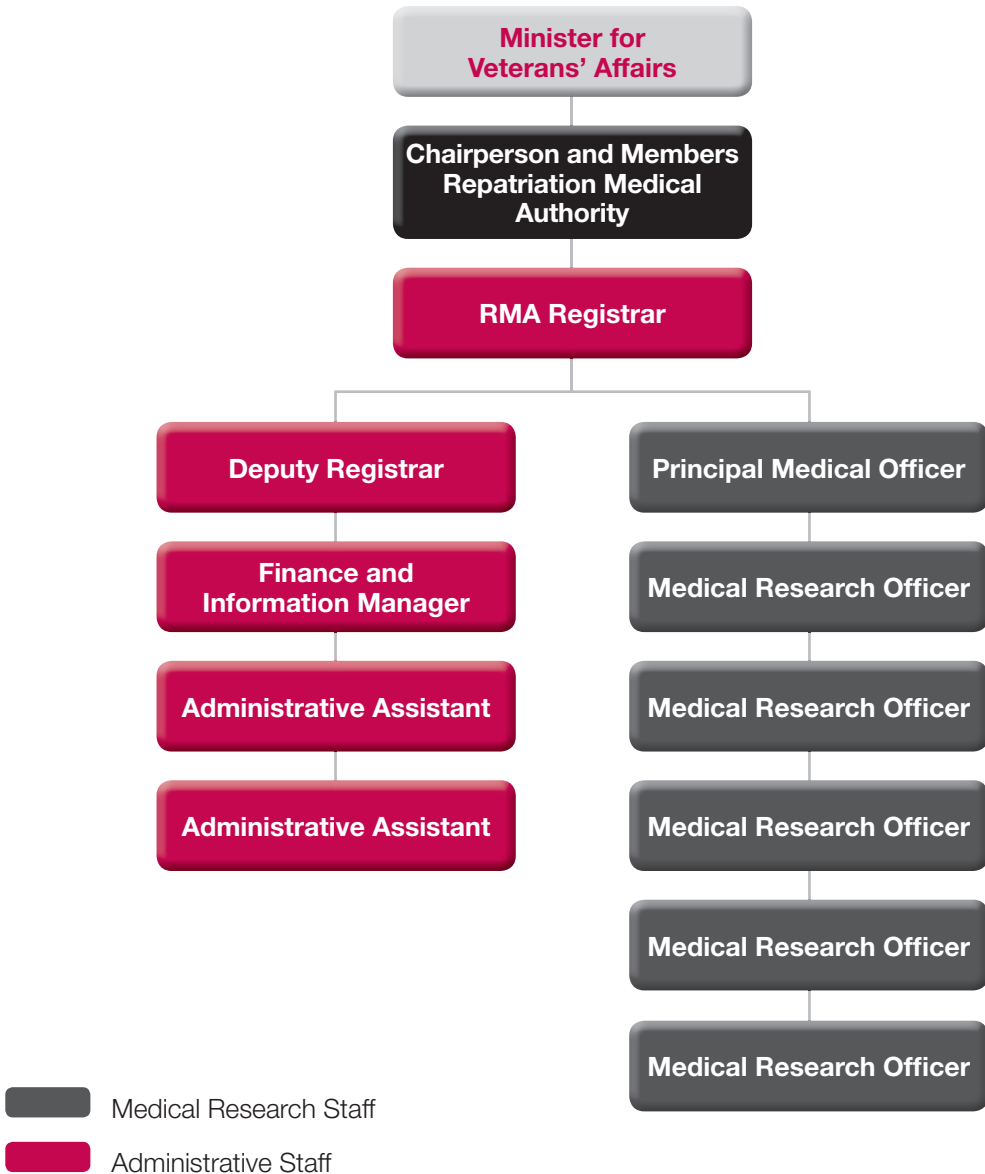 Minister for
Veterans’ Affairs
Chairperson and Members
Repatriation Medical
Authority
RMA Registrar
Deputy Registrar
Principal Medical Officer
Finance and
Information Manager
Medical Research Officer
Administrative Assistant
Medical Research Officer
Administrative Assistant
Medical Research Officer
Medical Research Officer
Medical Research Officer
Medical Research Staff
Administrative Staff